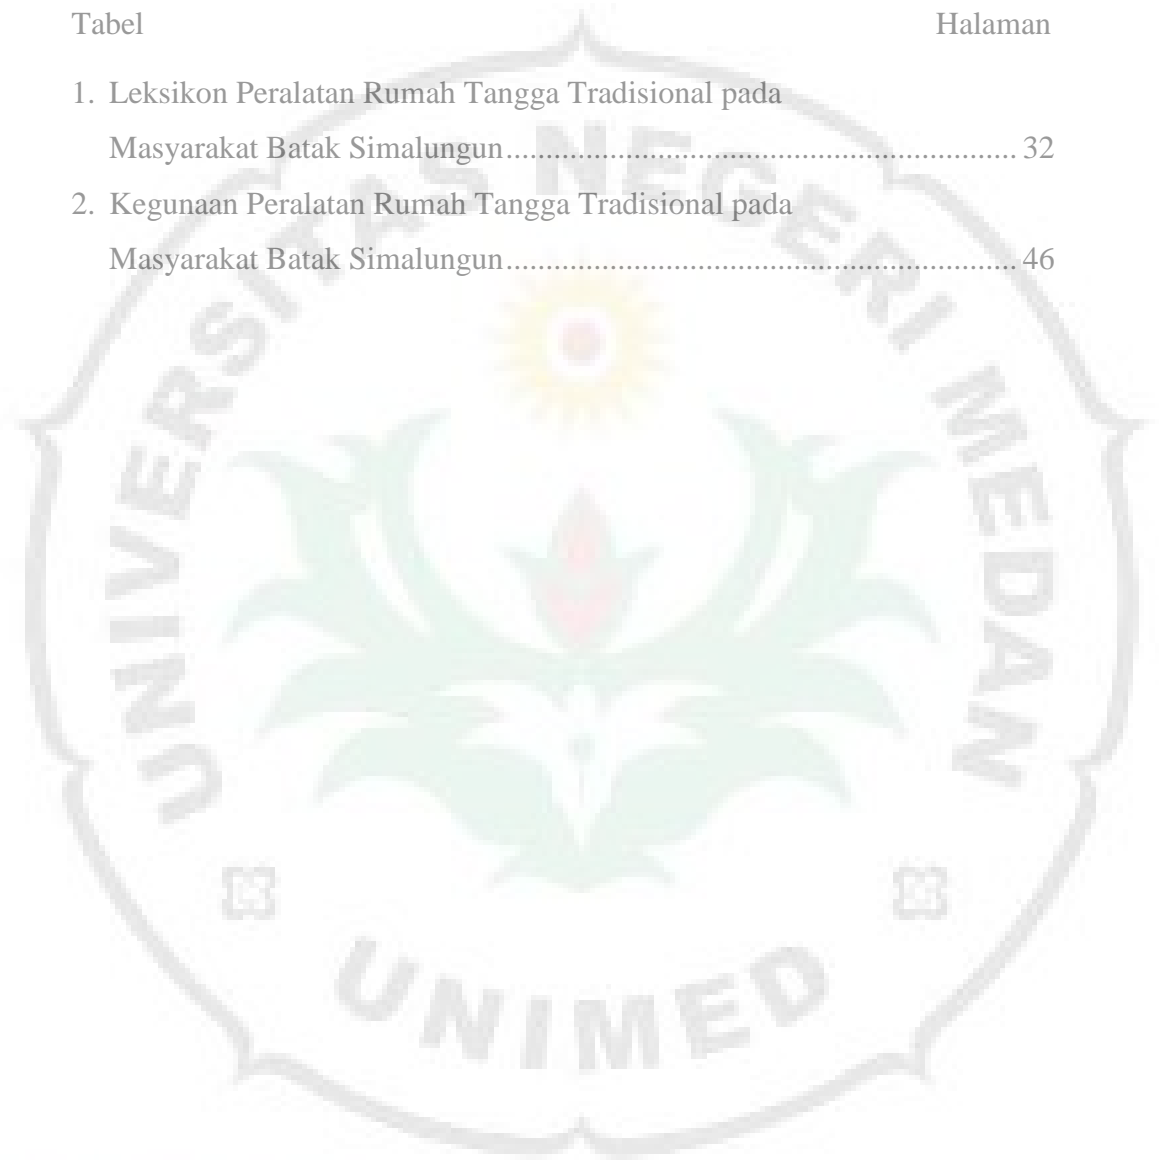 Tabel Halaman
1. Leksikon Peralatan Rumah Tangga Tradisional pada
Masyarakat Batak Simalungun................................................................ 32
2. Kegunaan Peralatan Rumah Tangga Tradisional pada
Masyarakat Batak Simalungun................................................................ 46
UNIVERSITAS NEGERI MEDAN
UNIMED